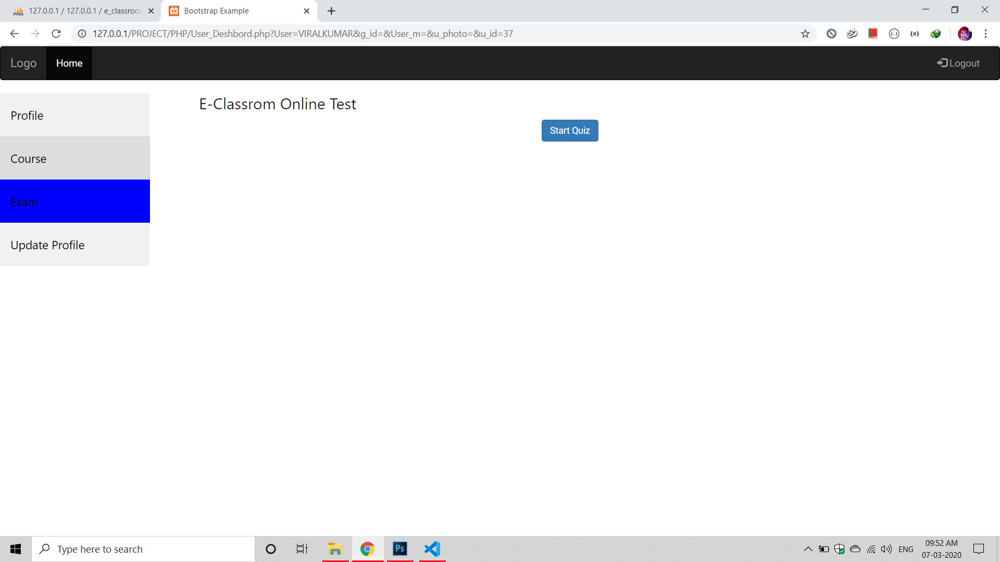 PMA 127.0.0.1 / 127.0.0.1 / e_classroom
Bootstrap Example
127.0.0.1/PROJECT/PHP/User_Deshbord.php?User=VIRALKUMAR&g_id=&User_m=&u_photo=&u_id=37
Logo
Home
Logout
Profile
Course
Exam
Update Profile
E-Classrom Online Test
Start Quiz
Type here to search
Ps
ENG
09:52 AM
07-03-2020